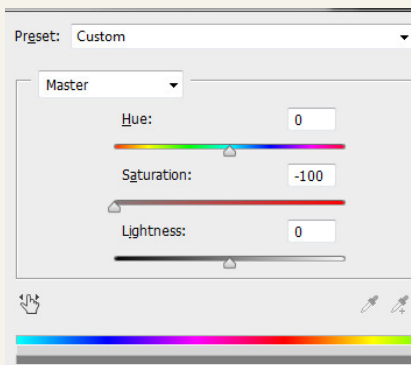 Preset: Custom
Master
Hue: 0
Saturation: -100
Lightness: 0